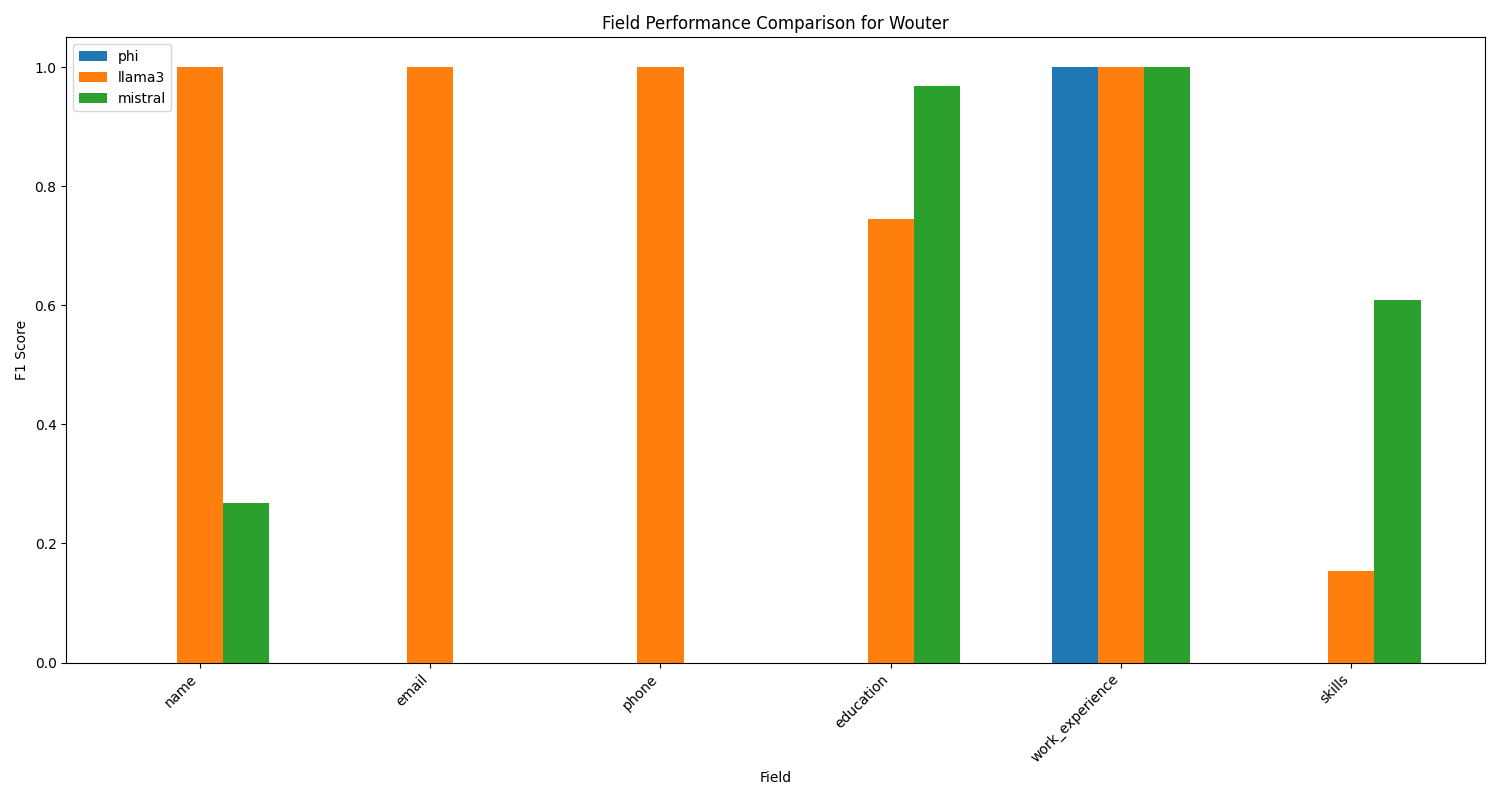 Field Performance Comparison for Wouter
phi
llama3
mistral
1.0
0.8
0.6
0.4
0.2
0.0
F1 Score
name
email
phone
education
work_experience
skills
Field